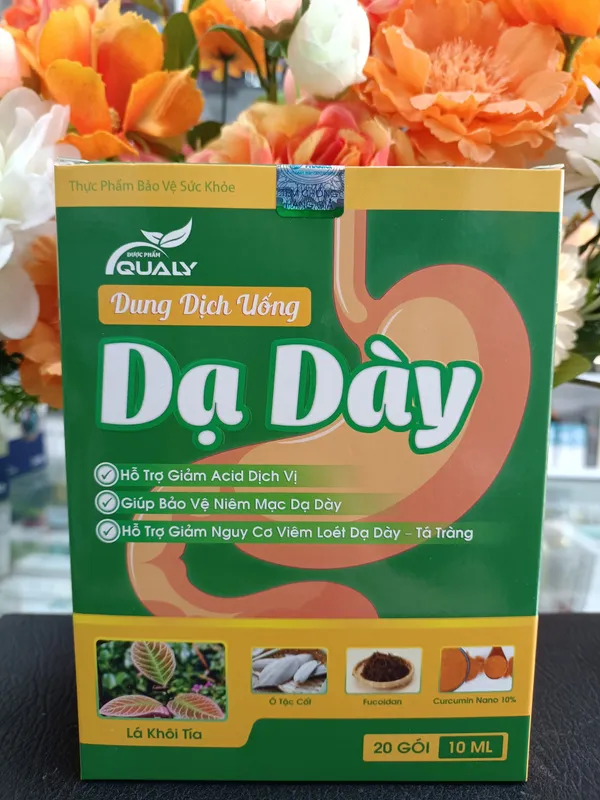 Thực Phẩm Bảo Vệ Sức Khỏe
DƯỢC PHẨM
QUALY
Dung Dịch Uống
Dạ Dày
Hỗ Trợ Giảm Acid Dịch Vị
Giúp Bảo Vệ Niêm Mạc Dạ Dày
Hỗ Trợ Giảm Nguy Cơ Viêm Loét Dạ Dày – Tá Tràng
Lá Khôi Tía
Ô Tặc Cốt
Fucoidan
Curcumin Nano 10%
20 GÓI 10 ML